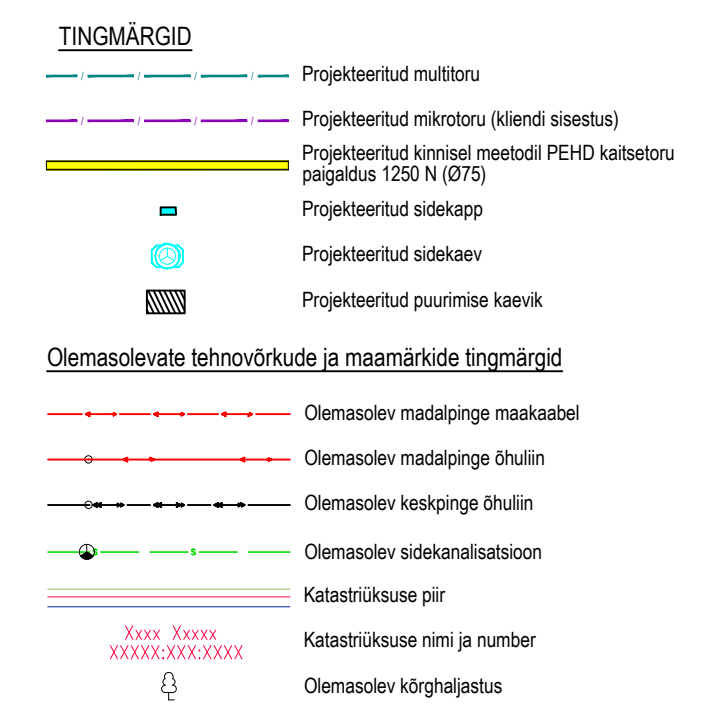 TINGMÄRGID
Projekteeritud multitoru
Projekteeritud mikrotoru (kliendi sisestus)
Projekteeritud kinnisel meetodil PEHD kaitsetoru
paigaldus 1250 N (Ø75)
Projekteeritud sidekapp
Projekteeritud sidekaev
Projekteeritud puurimise kaevik
Olemasolevate tehnovõrkude ja maamärkide tingmärgid
Olemasolev madalpinge maakaabel
Olemasolev madalpinge õhuliin
Olemasolev keskpinge õhuliin
S S Olemasolev sidekanalisatsioon
Katastriüksuse piir
Xxxx Xxxxx
XXXXX:XXX:XXXX
Katastriüksuse nimi ja number
Olemasolev kõrghaljastus